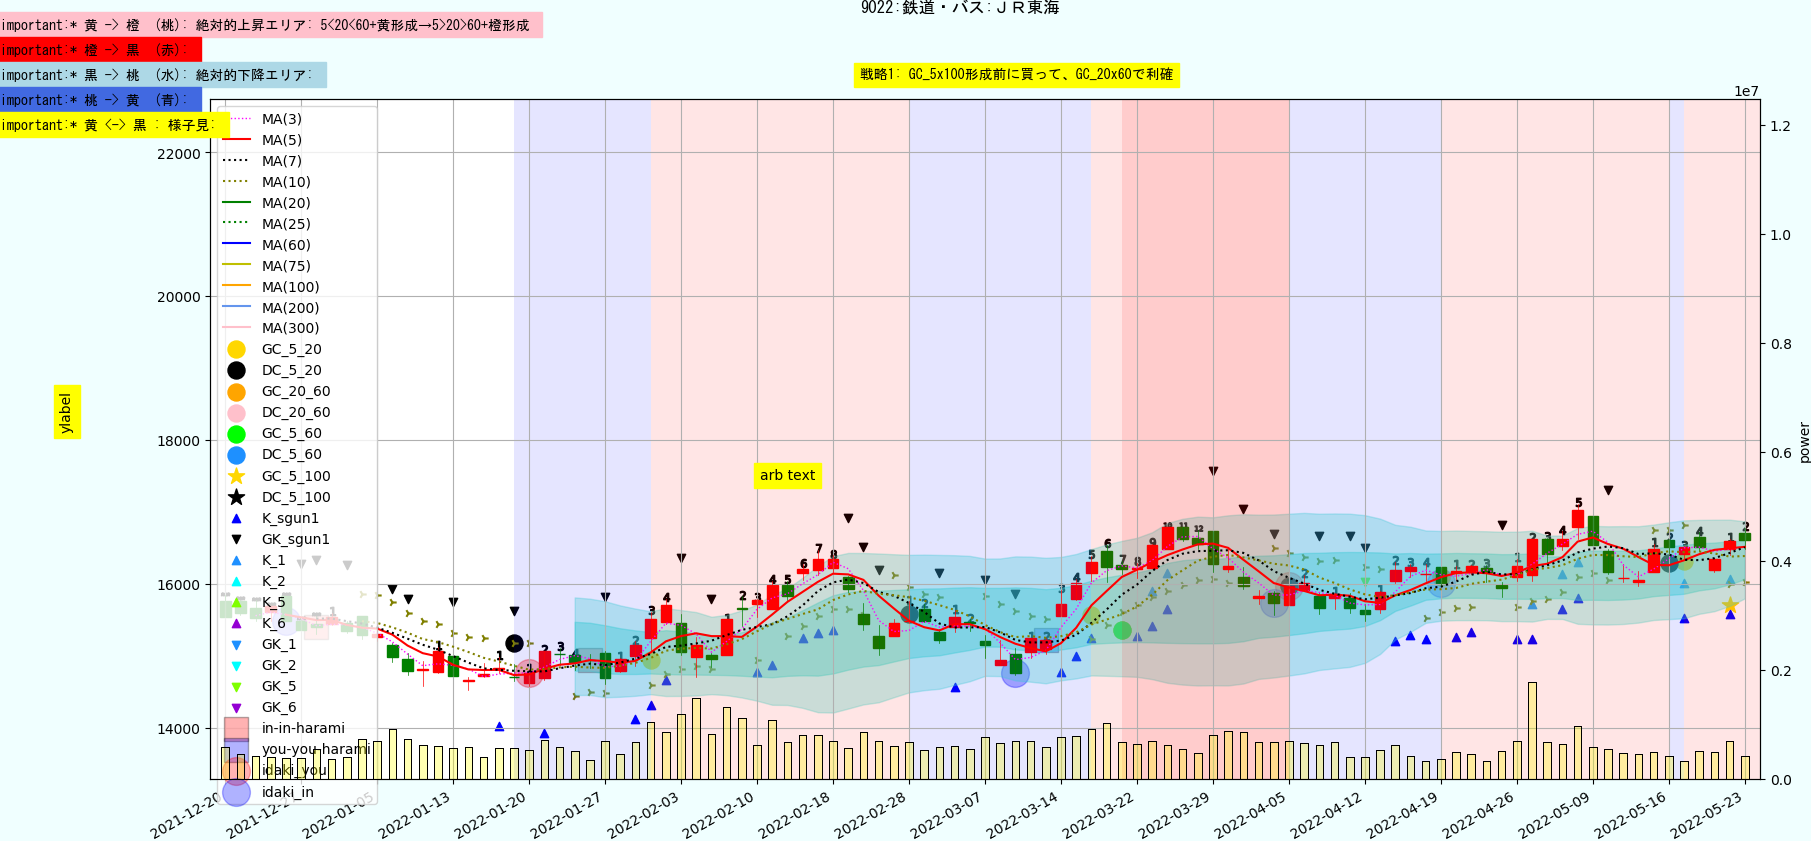 9022:鉄道・バス:ＪＲ東海
important:* 黄 -> 橙 （桃）: 絶対的上昇エリア: 5<20<60+黄形成→5>20>60+橙形成
important:* 橙 -> 黒 （赤）:
important:* 黒 -> 桃 （水）: 絶対的下降エリア:
戦略1: GC_5x100形成前に買って、GC_20x60で利確
important:* 桃 -> 黄 （青）:
important:* 黄 <-> 黒 : 様子見:
1e7
MA(3)
MA(5)
MA(7)
MA(10)
MA(20)
MA(25)
MA(60)
MA(75)
MA(100)
MA(200)
MA(300)
GC_5_20
DC_5_20
GC_20_60
DC_20_60
GC_5_60
DC_5_60
GC_5_100
DC_5_100
K_sgun1
GK_sgun1
K_1
K_2
K_5
K_6
GK_1
GK_2
GK_5
GK_6
in-in-harami
you-you-harami
idaki_you
idaki_in
22000
20000
18000
16000
14000
ylabel
arb text
1.2
1.0
0.8
0.6
0.4
0.2
0.0
power
2021-12-20
2022-01-05
2022-01-13
2022-01-20
2022-01-27
2022-02-03
2022-02-10
2022-02-18
2022-02-28
2022-03-07
2022-03-14
2022-03-22
2022-03-29
2022-04-05
2022-04-12
2022-04-19
2022-04-26
2022-05-09
2022-05-16
2022-05-23